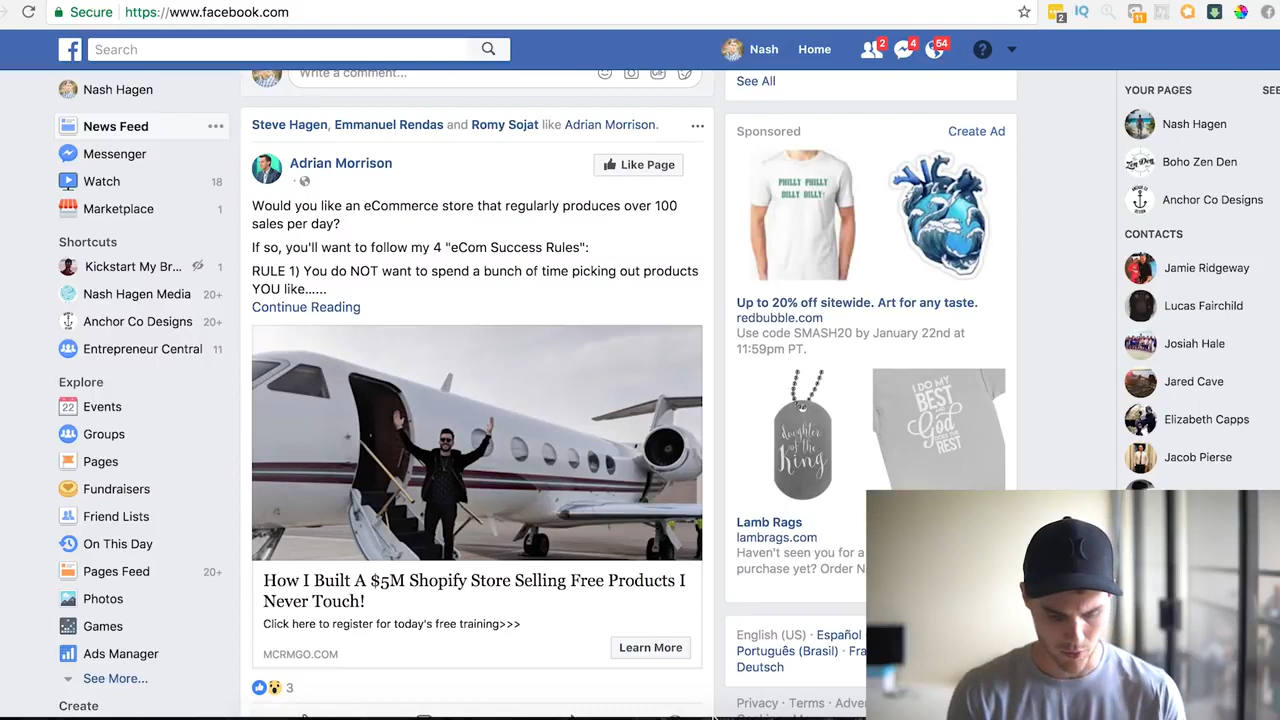 Secure https://www.facebook.com
2
IQ
11
Search
Nash
Home
2
4
54
Nash Hagen
News Feed
Messenger
Watch 18
Marketplace 1
Shortcuts
Kickstart My Br...
Nash Hagen Media 20+
Anchor Co Designs 20+
Entrepreneur Central 11
Explore
22 Events
Groups
Pages
Fundraisers
Friend Lists
On This Day
Pages Feed 20+
Photos
Games
Ads Manager
See More...
Create
Write a comment...
Steve Hagen, Emmanuel Rendas and Romy Sojat like Adrian Morrison.
Adrian Morrison
Like Page
Would you like an eCommerce store that regularly produces over 100
sales per day?
If so, you'll want to follow my 4 "eCom Success Rules":
RULE 1) You do NOT want to spend a bunch of time picking out products
YOU like......
Continue Reading
How I Built A $5M Shopify Store Selling Free Products I
Never Touch!
Click here to register for today's free training>>>
MCRMGO.COM
Learn More
3
See All
Sponsored
Create Ad
PHILLY PHILLY
DILLY DILLY!
Up to 20% off sitewide. Art for any taste.
redbubble.com
Use code SMASH20 by January 22nd at
11:59pm PT.
daughter
of the
King
I DO MY
BEST
God
REST
Lamb Rags
lambrags.com
Haven't seen you for a
purchase yet? Order N
English (US) · Español
Português (Brasil) · Fra
Deutsch
Privacy · Terms · Adve
YOUR PAGES
SEE
Nash Hagen
Boho Zen Den
Anchor Co Designs
CONTACTS
Jamie Ridgeway
Lucas Fairchild
Josiah Hale
Jared Cave
Elizabeth Capps
Jacob Pierse